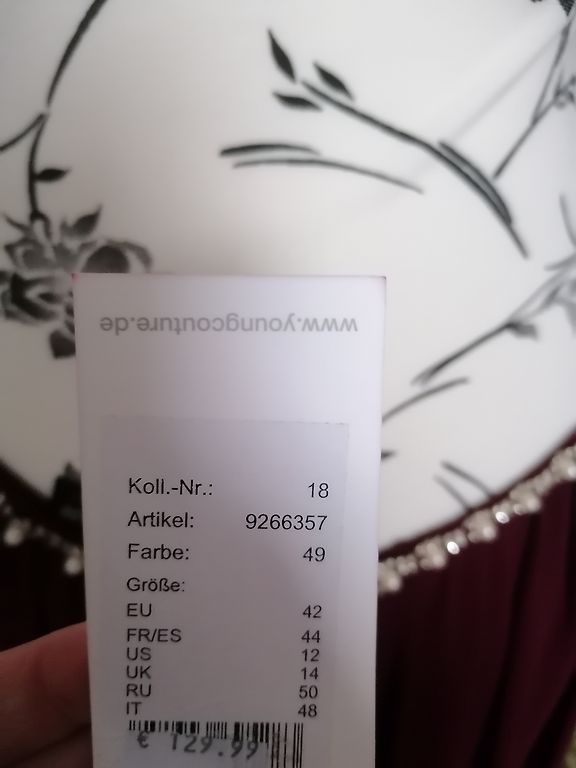 www.youngcouture.de
Koll.-Nr.: 18
Artikel: 9266357
Farbe: 49
Größe:
EU 42
FR/ES 44
US 12
UK 14
RU 50
IT 48
€ 129.99